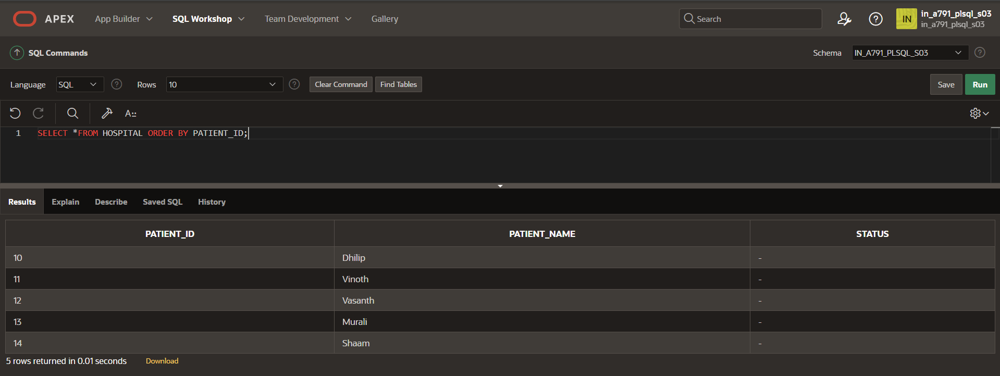 APEX App Builder SQL Workshop Team Development Gallery Search IN in_a791_plsql_s03
in_a791_plsql_s03
SQL Commands Schema IN_A791_PLSQL_S03
Language SQL Rows 10 Clear Command Find Tables Save Run
A::
1 SELECT *FROM HOSPITAL ORDER BY PATIENT_ID;
Results Explain Describe Saved SQL History
PATIENT_ID PATIENT_NAME STATUS
10 Dhilip -
11 Vinoth -
12 Vasanth -
13 Murali -
14 Shaam -
5 rows returned in 0.01 seconds Download